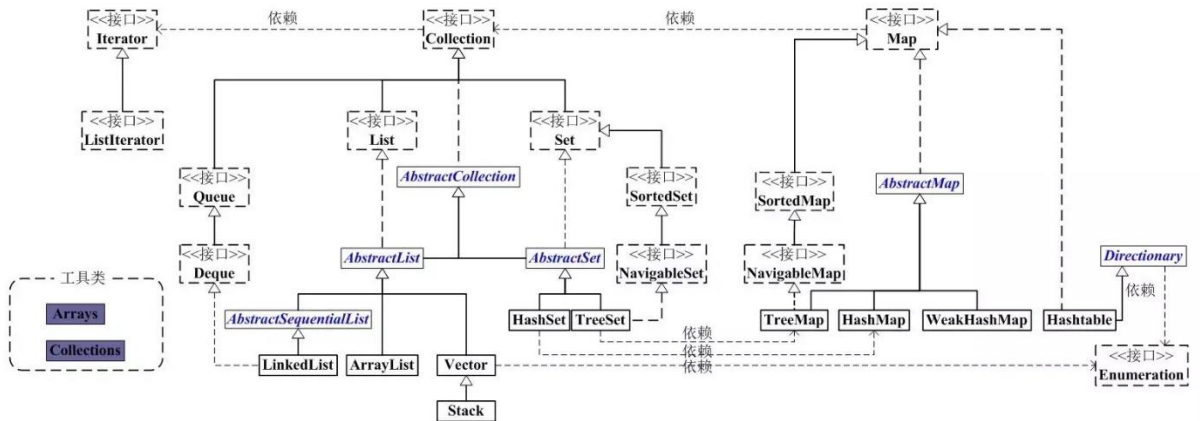 依赖
依赖
<<接口>>
Iterator
<<接口>>
Collection
<<接口>>
Map
<<接口>>
ListIterator
<<接口>>
List
<<接口>>
Set
<<接口>>
Queue
AbstractCollection
<<接口>>
SortedSet
<<接口>>
SortedMap
AbstractMap
<<接口>>
Deque
AbstractList
AbstractSet
<<接口>>
NavigableSet
<<接口>>
NavigableMap
Directionary
依赖
工具类
Arrays
Collections
AbstractSequentialList
HashSet
TreeSet
TreeMap
HashMap
WeakHashMap
Hashtable
依赖
依赖
依赖
LinkedList
ArrayList
Vector
<<接口>>
Enumeration
Stack